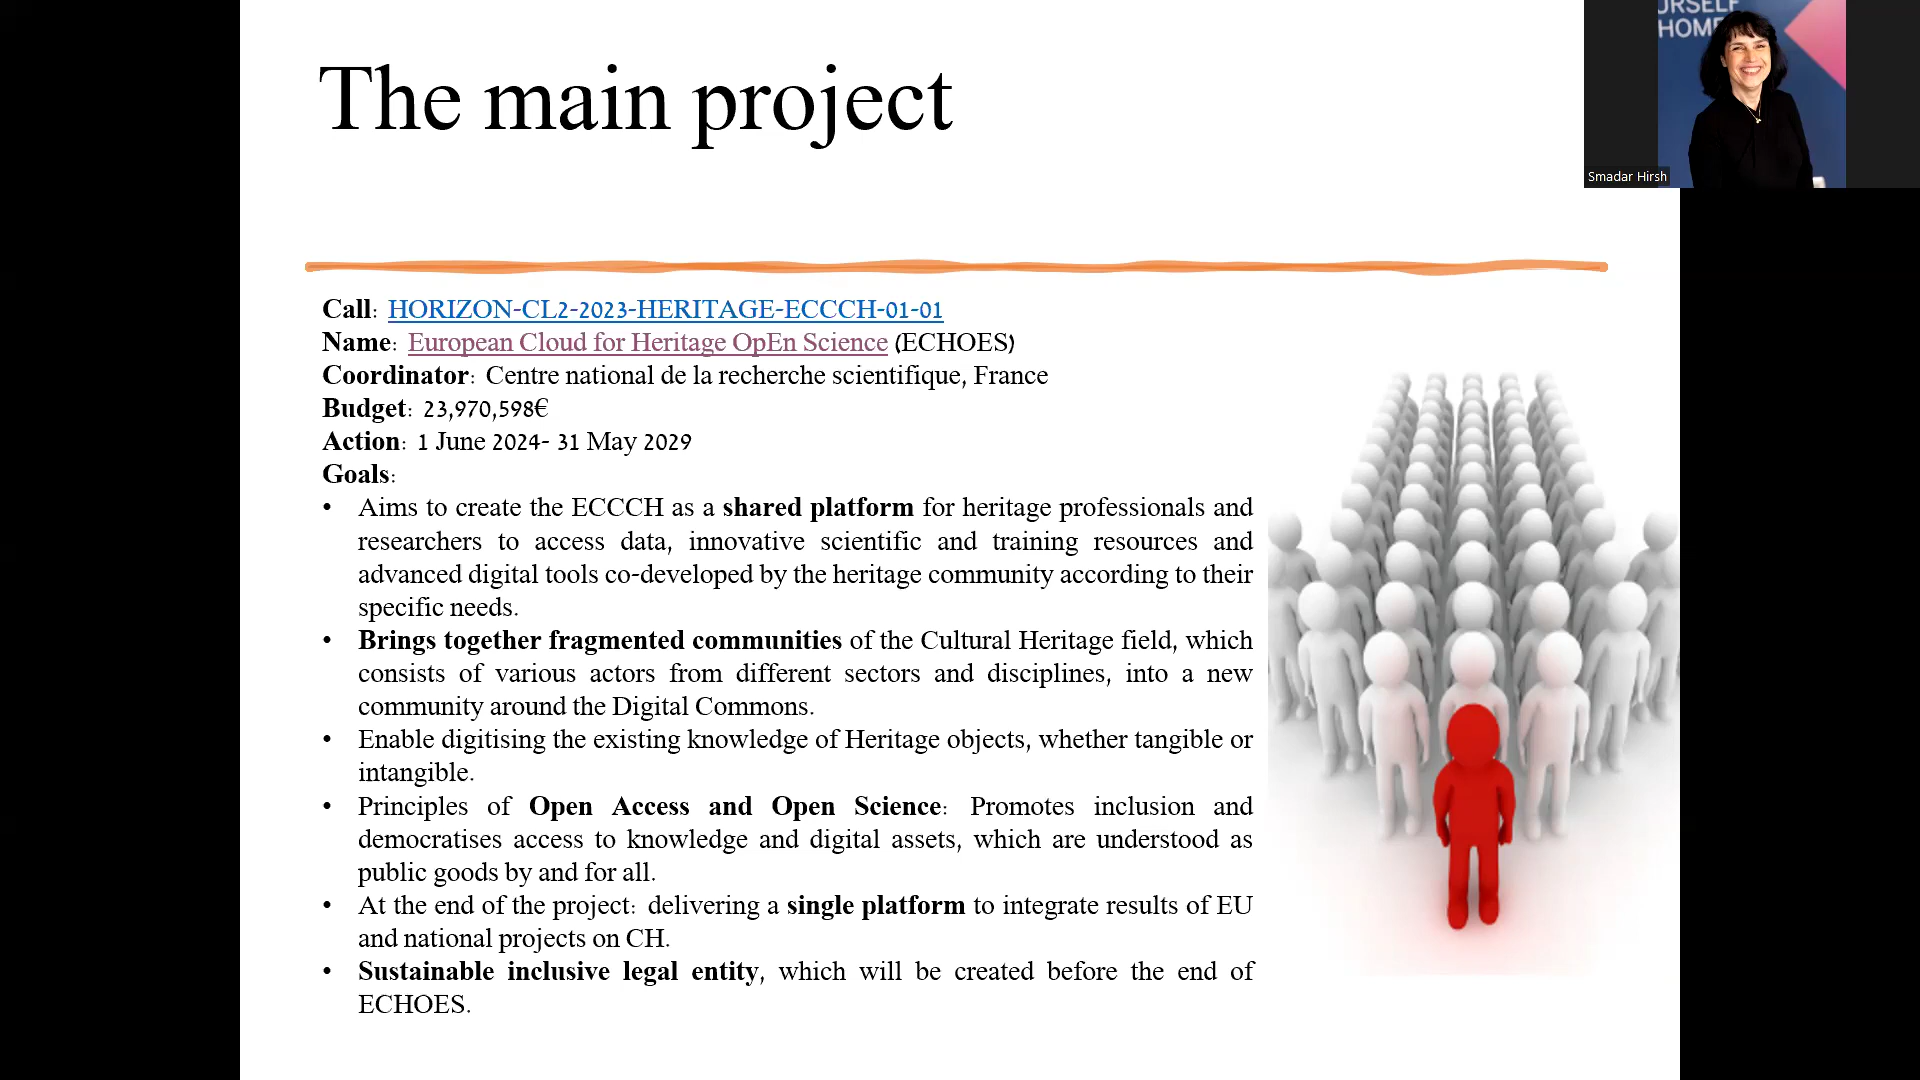 The main project
URSELF
HOME
Smadar Hirsh
Call: HORIZON-CL2-2023-HERITAGE-ECCCH-01-01
Name: European Cloud for Heritage OpEn Science (ECHOES)
Coordinator: Centre national de la recherche scientifique, France
Budget: 23,970,598€
Action: 1 June 2024- 31 May 2029
Goals:
• Aims to create the ECCCH as a shared platform for heritage professionals and
researchers to access data, innovative scientific and training resources and
advanced digital tools co-developed by the heritage community according to their
specific needs.
• Brings together fragmented communities of the Cultural Heritage field, which
consists of various actors from different sectors and disciplines, into a new
community around the Digital Commons.
• Enable digitising the existing knowledge of Heritage objects, whether tangible or
intangible.
• Principles of Open Access and Open Science: Promotes inclusion and
democratises access to knowledge and digital assets, which are understood as
public goods by and for all.
• At the end of the project: delivering a single platform to integrate results of EU
and national projects on CH.
• Sustainable inclusive legal entity, which will be created before the end of
ECHOES.